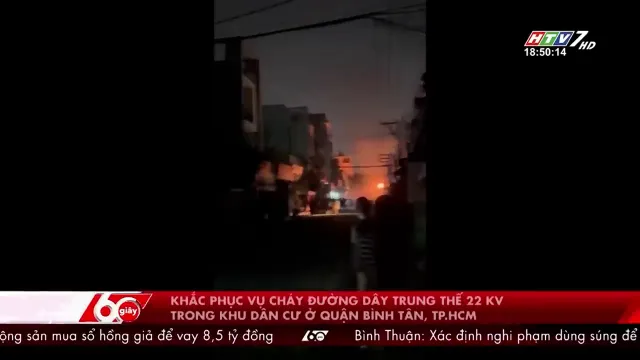 HTV7 HD
18:50:14
60 giây
KHẮC PHỤC VỤ CHÁY ĐƯỜNG DÂY TRUNG THẾ 22 KV
TRONG KHU DÂN CƯ Ở QUẬN BÌNH TÂN, TP.HCM
ộng sản mua sổ hồng giả để vay 8,5 tỷ đồng 60 giây Bình Thuận: Xác định nghi phạm dùng súng để